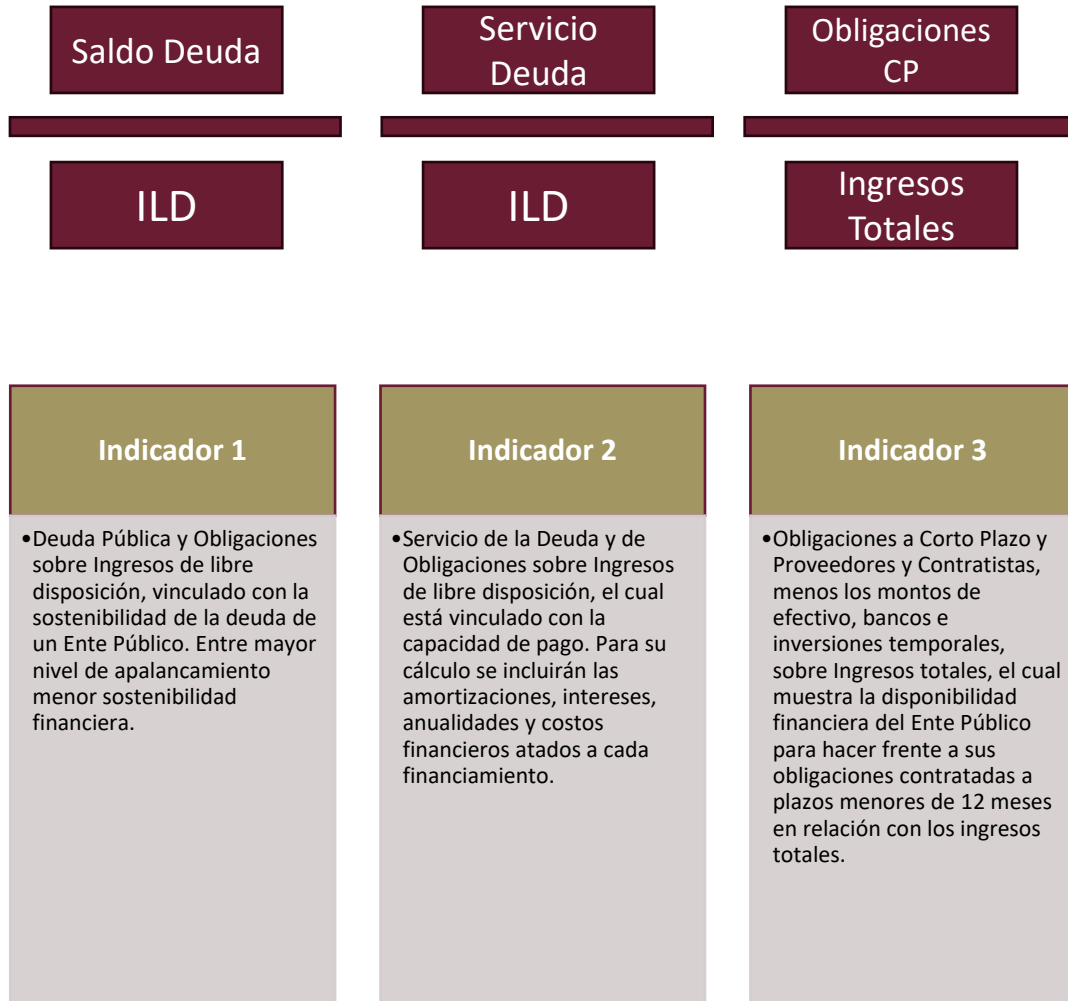 Saldo Deuda
ILD
Servicio
Deuda
ILD
Obligaciones
CP
Ingresos
Totales
Indicador 1
•Deuda Pública y Obligaciones
sobre Ingresos de libre
disposición, vinculado con la
sostenibilidad de la deuda de
un Ente Público. Entre mayor
nivel de apalancamiento
menor sostenibilidad
financiera.
Indicador 2
•Servicio de la Deuda y de
Obligaciones sobre Ingresos
de libre disposición, el cual
está vinculado con la
capacidad de pago. Para su
cálculo se incluirán las
amortizaciones, intereses,
anualidades y costos
financieros atados a cada
financiamiento.
Indicador 3
•Obligaciones a Corto Plazo y
Proveedores y Contratistas,
menos los montos de
efectivo, bancos e
inversiones temporales,
sobre Ingresos totales, el cual
muestra la disponibilidad
financiera del Ente Público
para hacer frente a sus
obligaciones contratadas a
plazos menores de 12 meses
en relación con los ingresos
totales.